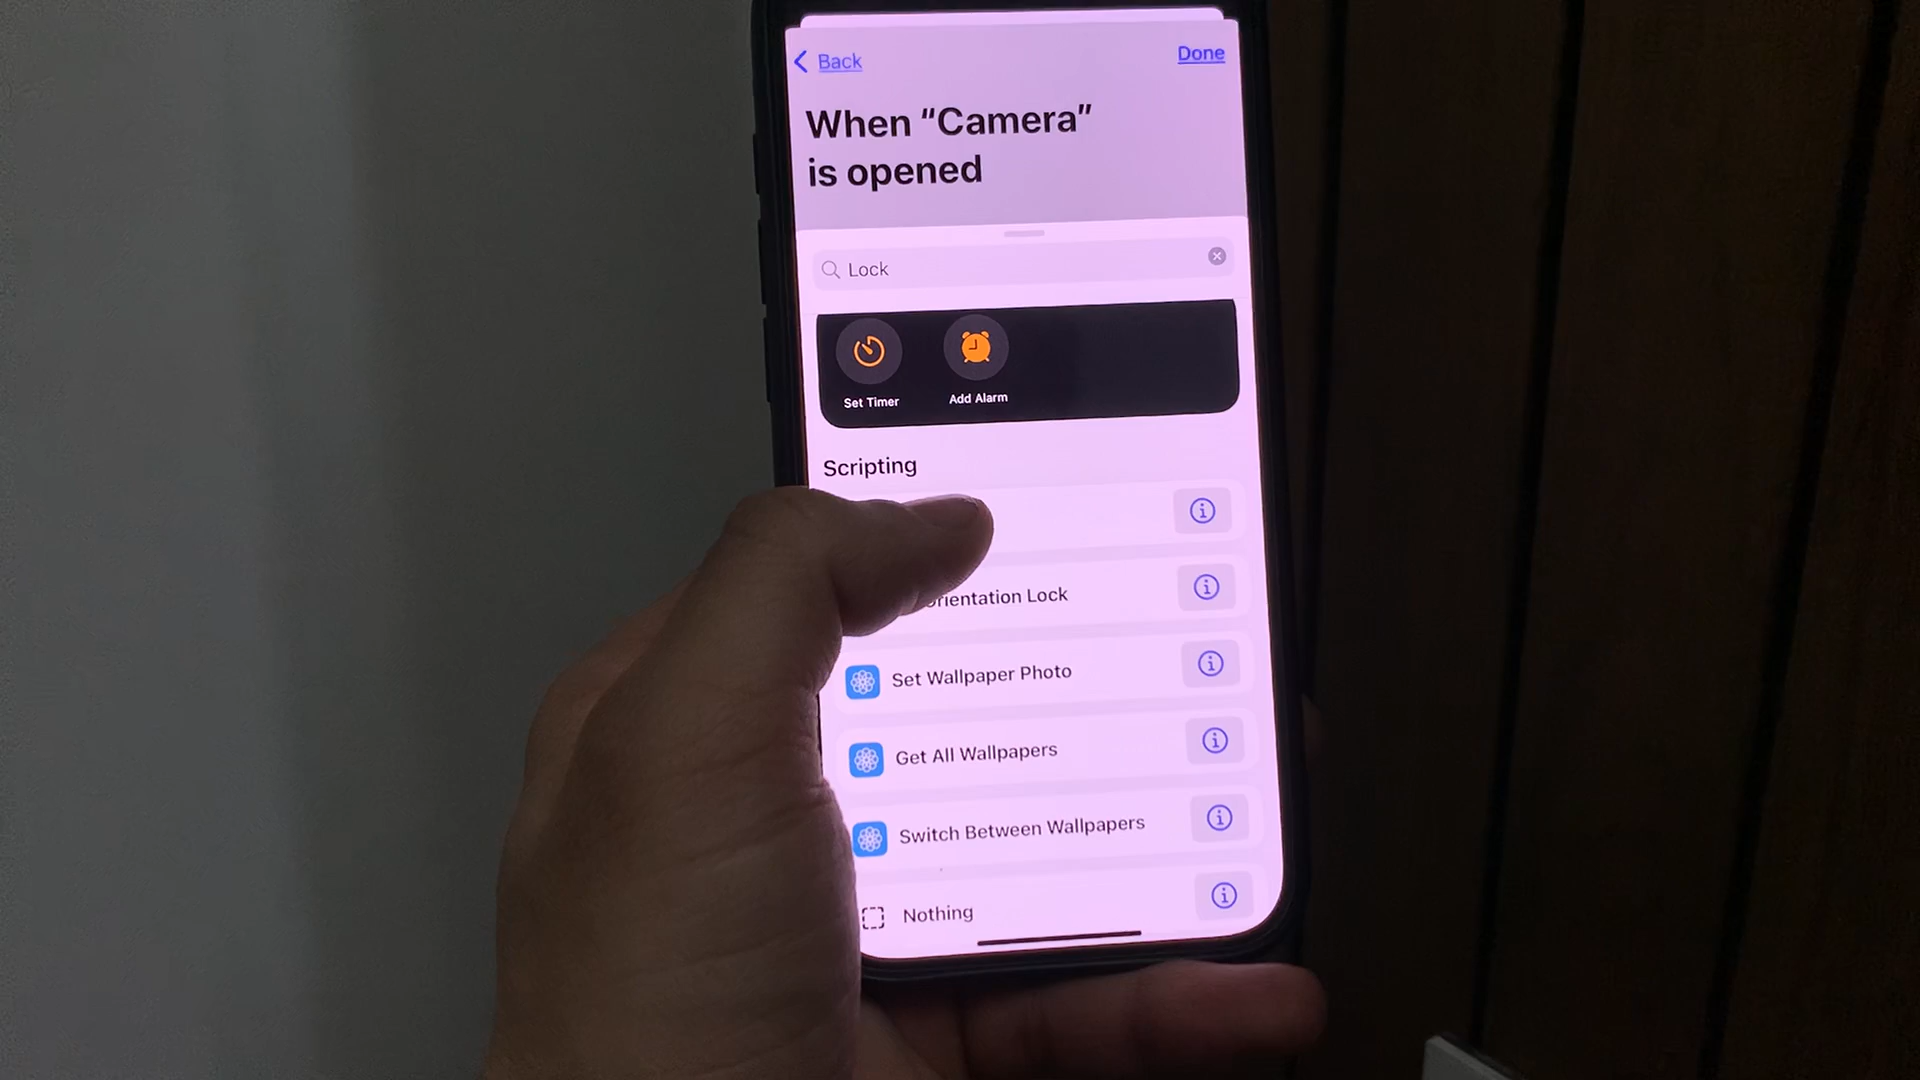 Back
Done
When “Camera”
is opened
Lock
Set Timer
Add Alarm
Scripting
Orientation Lock
Set Wallpaper Photo
Get All Wallpapers
Switch Between Wallpapers
Nothing